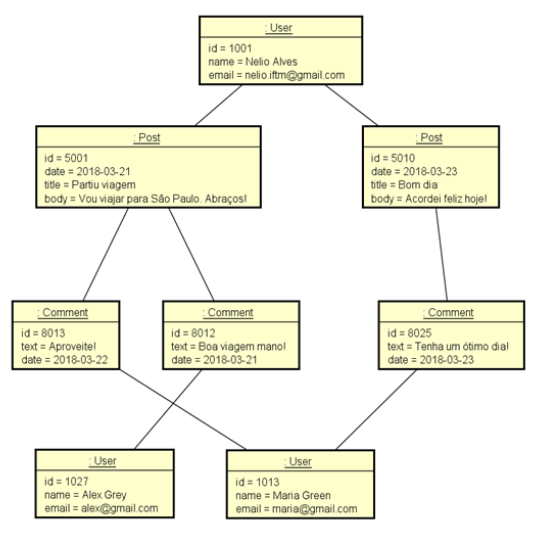 : User
id = 1001
name = Nelio Alves
email = nelio.iftm@gmail.com
: Post
id = 5001
date = 2018-03-21
title = Partiu viagem
body = Vou viajar para São Paulo. Abraços!
: Post
id = 5010
date = 2018-03-23
title = Bom dia
body = Acordei feliz hoje!
: Comment
id = 8013
text = Aproveite!
date = 2018-03-22
: Comment
id = 8012
text = Boa viagem mano!
date = 2018-03-21
: Comment
id = 8025
text = Tenha um ótimo dia!
date = 2018-03-23
: User
id = 1027
name = Alex Grey
email = alex@gmail.com
: User
id = 1013
name = Maria Green
email = maria@gmail.com